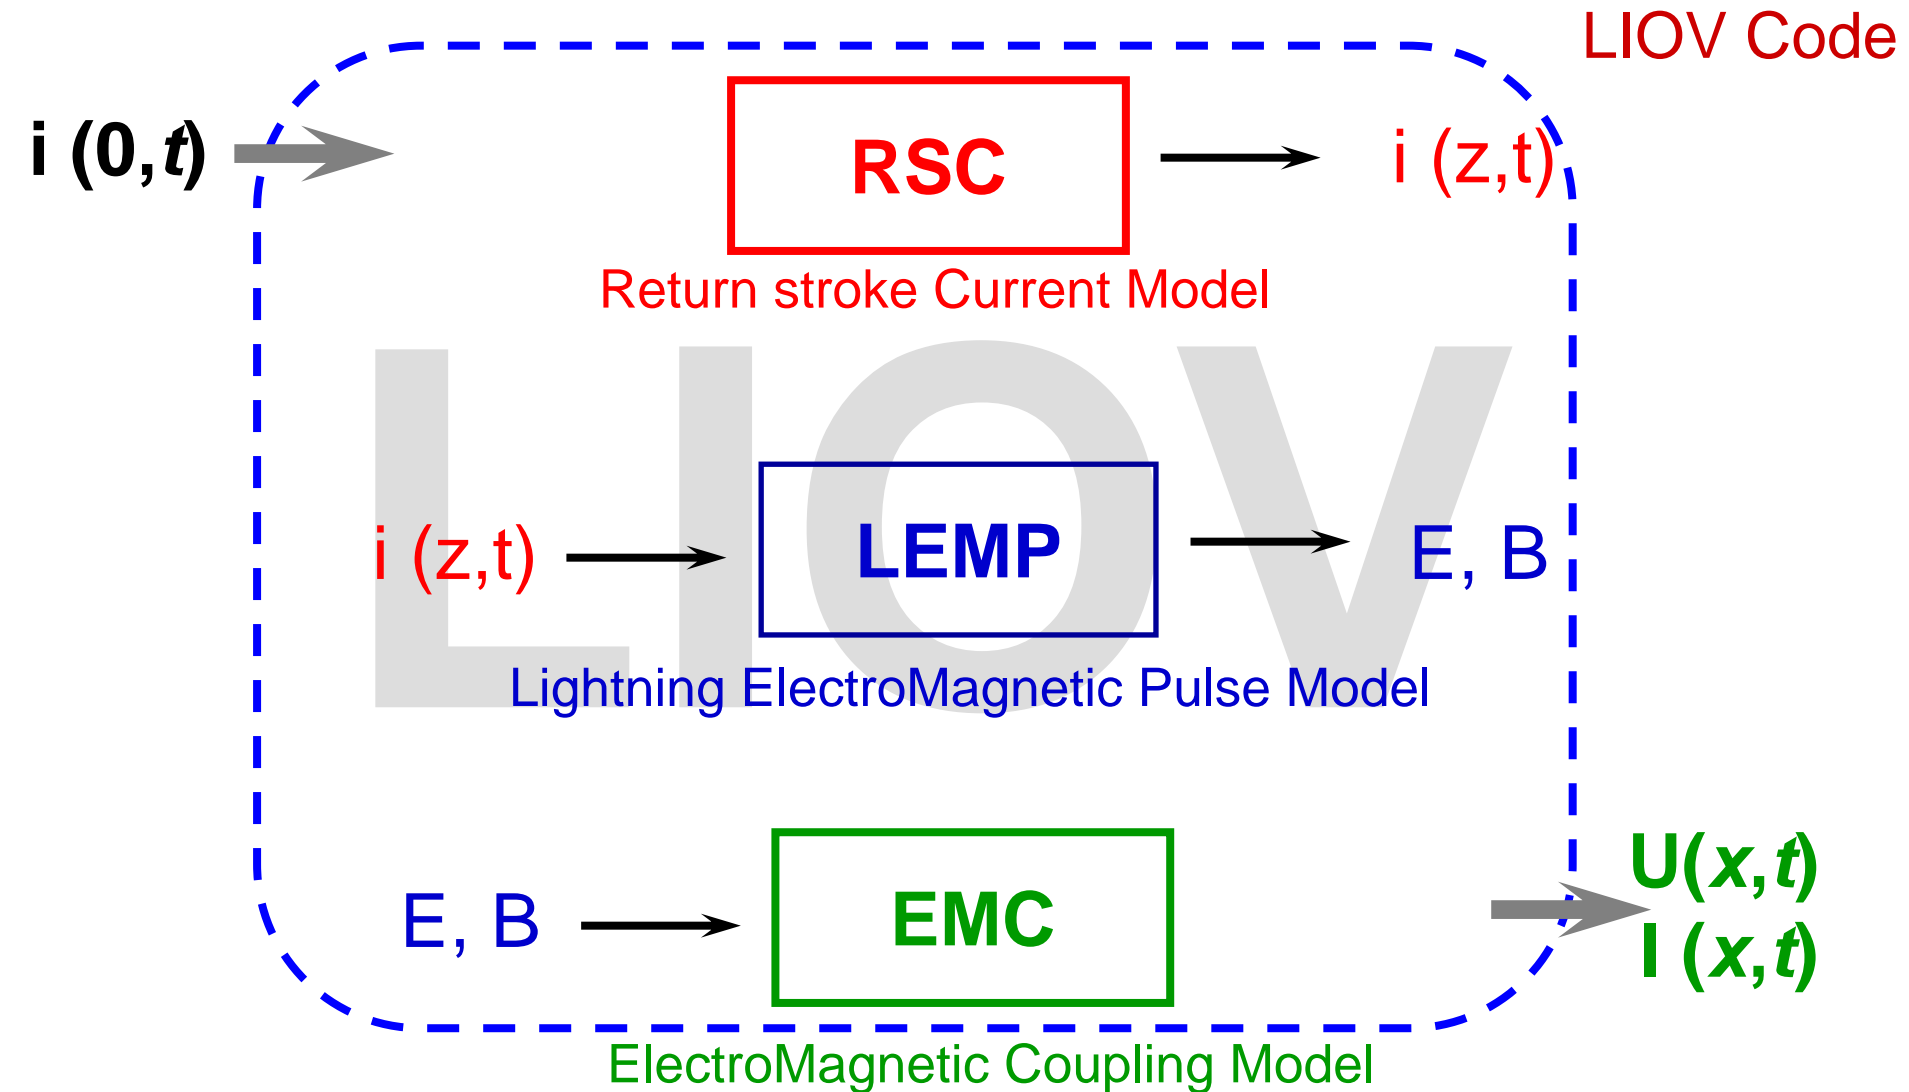 LIOV Code
i (0,t)
RSC
i (z,t)
Return stroke Current Model
LIOV
i (z,t)
LEMP
E, B
Lightning ElectroMagnetic Pulse Model
E, B
EMC
U(x,t)
I (x,t)
ElectroMagnetic Coupling Model